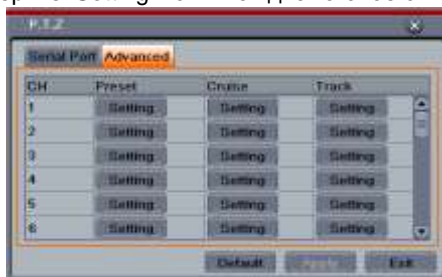 P.T.Z
Serial Port Advanced
CH Preset Cruise Track
1 Setting Setting Setting
2 Setting Setting Setting
3 Setting Setting Setting
4 Setting Setting Setting
5 Setting Setting Setting
6 Setting Setting Setting
Default Apply Exit